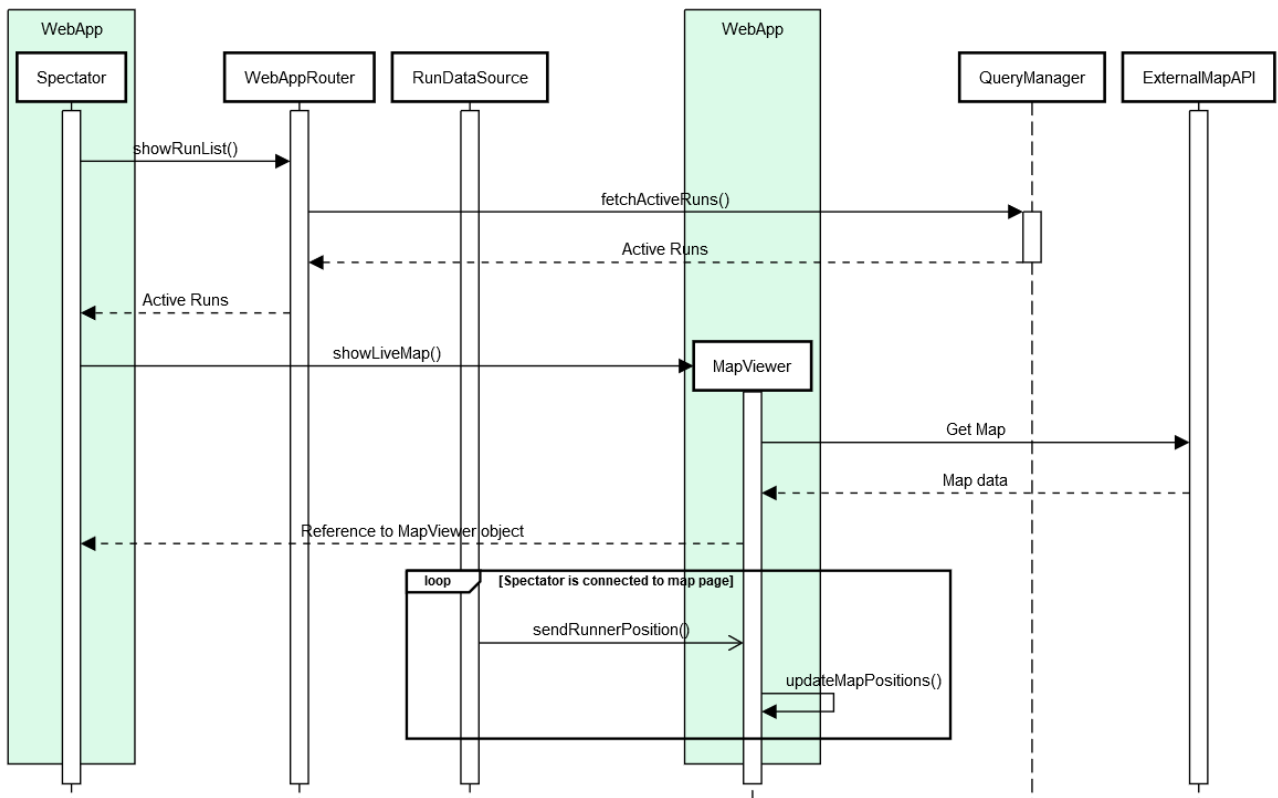 WebApp
WebApp
Spectator
WebAppRouter
RunDataSource
QueryManager
ExternalMapAPI
showRunList()
fetchActiveRuns()
Active Runs
Active Runs
showLiveMap()
MapViewer
Get Map
Map data
Reference to MapViewer object
loop
[Spectator is connected to map page]
sendRunnerPosition()
updateMapPositions()